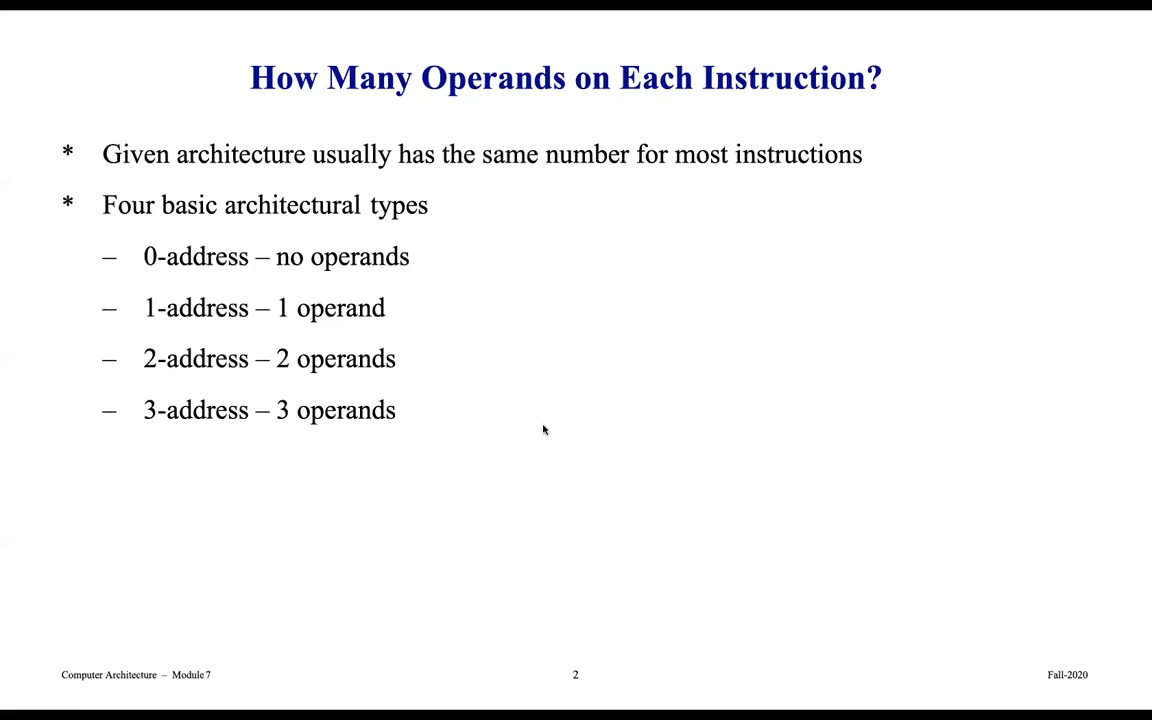 How Many Operands on Each Instruction?
* Given architecture usually has the same number for most instructions
* Four basic architectural types
– 0-address – no operands
– 1-address – 1 operand
– 2-address – 2 operands
– 3-address – 3 operands
Computer Architecture – Module 7 2 Fall-2020